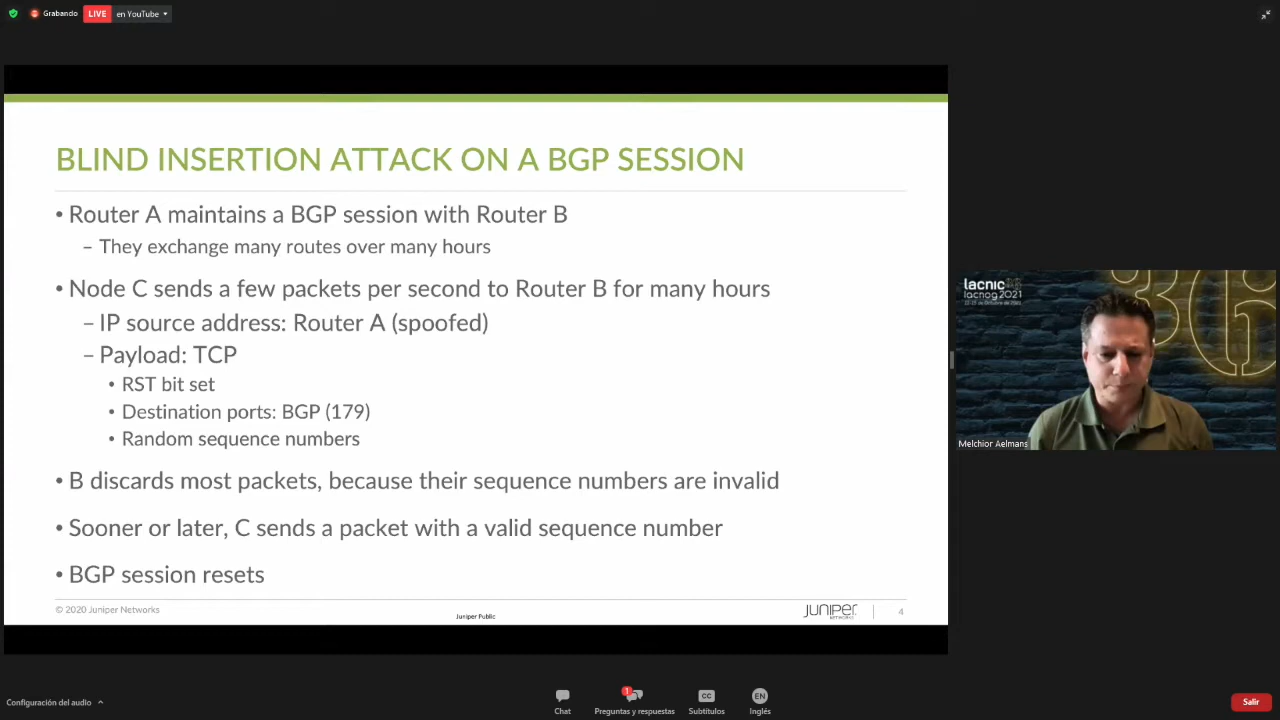 Grabando
LIVE
en YouTube
BLIND INSERTION ATTACK ON A BGP SESSION
• Router A maintains a BGP session with Router B
– They exchange many routes over many hours
• Node C sends a few packets per second to Router B for many hours
– IP source address: Router A (spoofed)
– Payload: TCP
• RST bit set
• Destination ports: BGP (179)
• Random sequence numbers
• B discards most packets, because their sequence numbers are invalid
• Sooner or later, C sends a packet with a valid sequence number
• BGP session resets
© 2020 Juniper Networks
Juniper Public
JUNIPER
NETWORKS
4
lacnic 36
lacnog 2021
Melchior Aelmans
Configuración del audio
Chat
1
Preguntas y respuestas
CC
Subtítulos
EN
Inglés
Salir